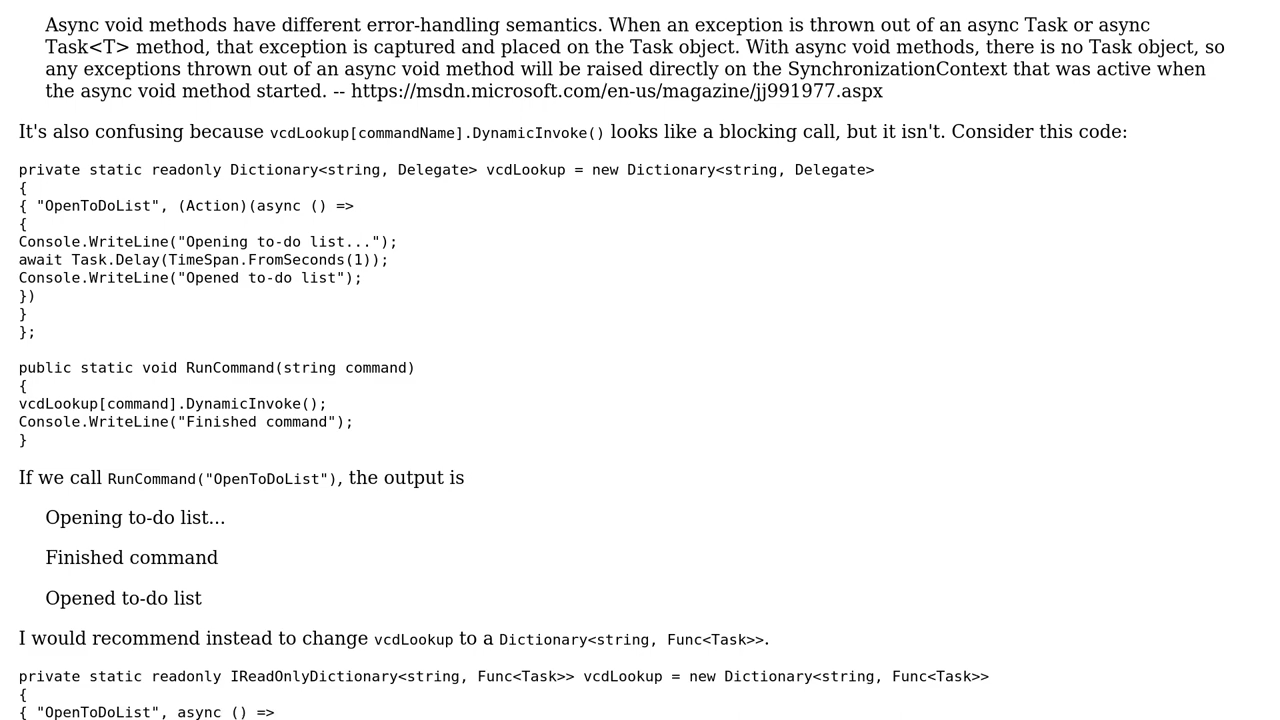 Async void methods have different error-handling semantics. When an exception is thrown out of an async Task or async
Task<T> method, that exception is captured and placed on the Task object. With async void methods, there is no Task object, so
any exceptions thrown out of an async void method will be raised directly on the SynchronizationContext that was active when
the async void method started. -- https://msdn.microsoft.com/en-us/magazine/jj991977.aspx
It's also confusing because vcdLookup[commandName].DynamicInvoke() looks like a blocking call, but it isn't. Consider this code:
private static readonly Dictionary<string, Delegate> vcdLookup = new Dictionary<string, Delegate>
{
{ "OpenToDoList", (Action)(async () =>
{
Console.WriteLine("Opening to-do list...");
await Task.Delay(TimeSpan.FromSeconds(1));
Console.WriteLine("Opened to-do list");
})
}
};
public static void RunCommand(string command)
{
vcdLookup[command].DynamicInvoke();
Console.WriteLine("Finished command");
}
If we call RunCommand("OpenToDoList"), the output is
Opening to-do list...
Finished command
Opened to-do list
I would recommend instead to change vcdLookup to a Dictionary<string, Func<Task>>.
private static readonly IReadOnlyDictionary<string, Func<Task>> vcdLookup = new Dictionary<string, Func<Task>>
{
{ "OpenToDoList", async () =>